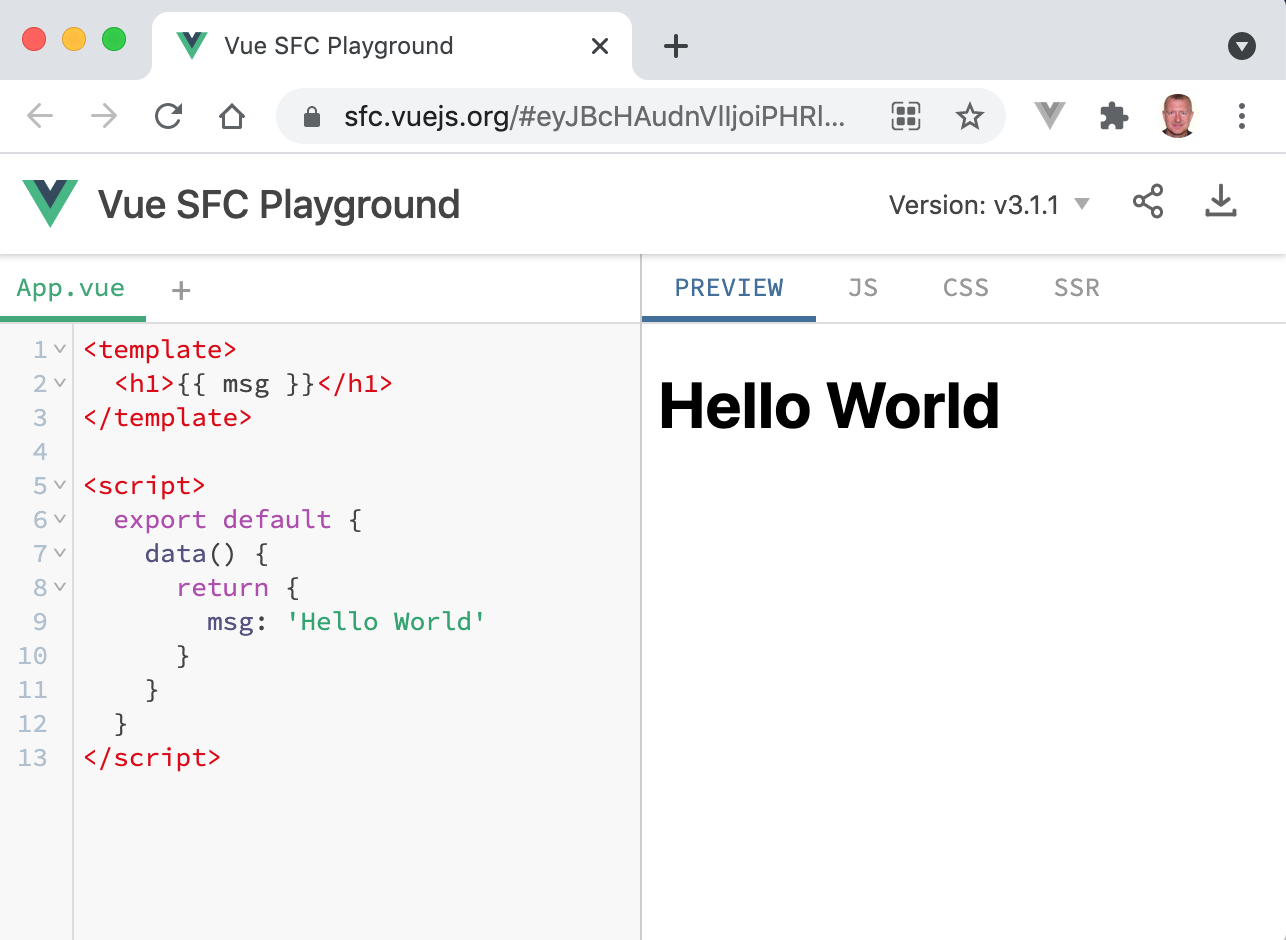 Vue SFC Playground
sfc.vuejs.org/#eyJBcHAudnVlIjoiPHRl...
Vue SFC Playground
Version: v3.1.1
App.vue +
PREVIEW JS CSS SSR
1 <template>
2   <h1>{{ msg }}</h1>
3 </template>
4
5 <script>
6   export default {
7     data() {
8       return {
9         msg: 'Hello World'
10       }
11     }
12   }
13 </script>
Hello World